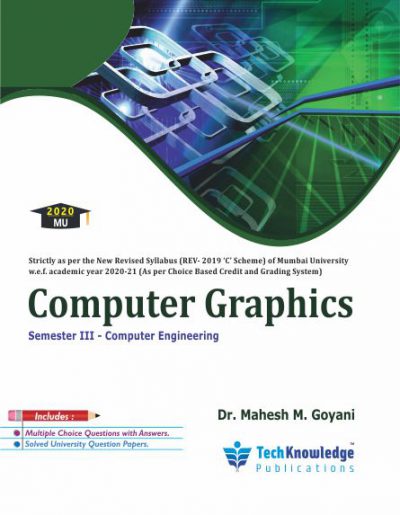 2020
MU
Strictly as per the New Revised Syllabus (REV- 2019 'C' Scheme) of Mumbai University
w.e.f. academic year 2020-21 (As per Choice Based Credit and Grading System)
Computer Graphics
Semester III - Computer Engineering
Includes :
Multiple Choice Questions with Answers.
Solved University Question Papers.
Dr. Mahesh M. Goyani
TechKnowledge™
Publications